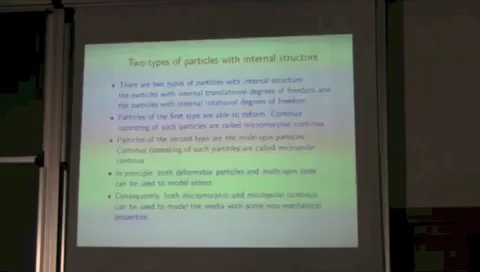 Two types of particles with internal structure
• There are two types of particles with internal structure:
the particles with internal translational degrees of freedom and
the particles with internal rotational degrees of freedom.
• Particles of the first type are able to deform. Continua
consisting of such particles are called micromorphic continua.
• Particles of the second type are the multi-spin particles.
Continua consisting of such particles are called micropolar
continua.
• In principle, both deformable particles and multi-spin ones
can be used to model atoms.
• Consequently, both micromorphic and micropolar continua
can be used to model the media with some non-mechanical
properties.